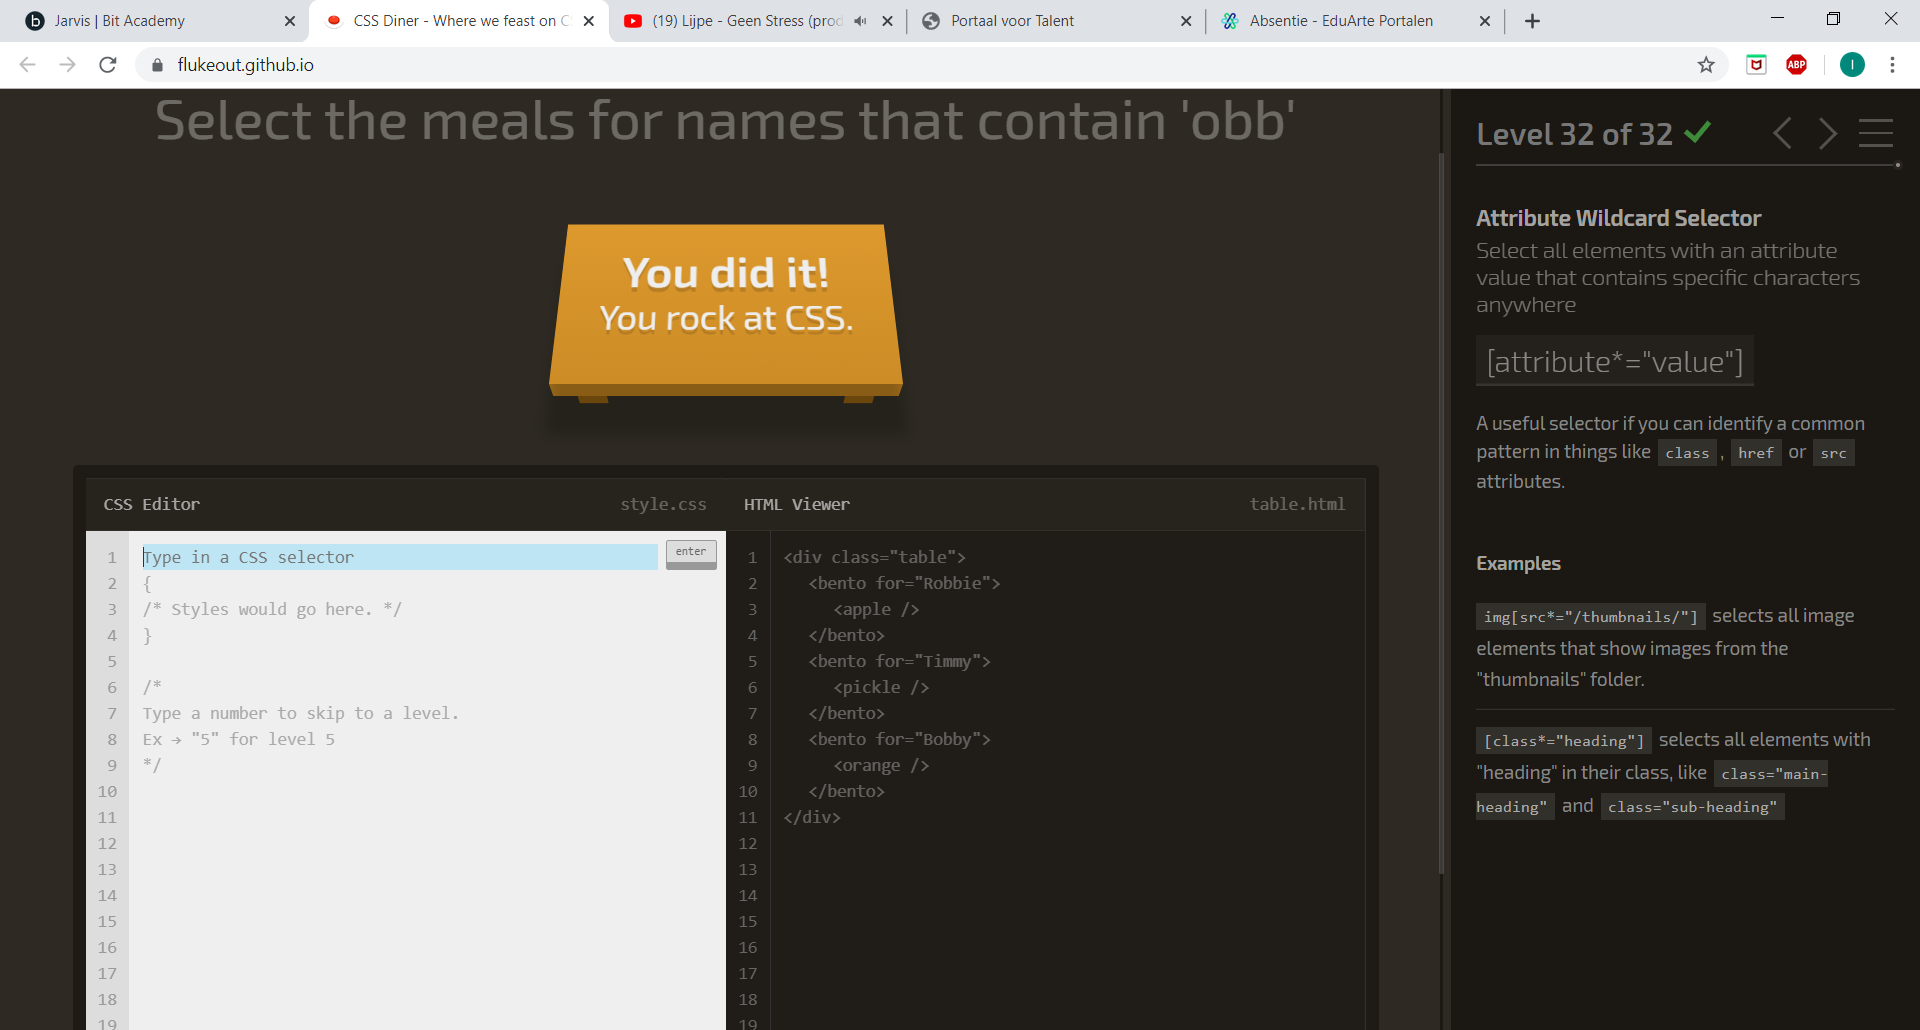 Jarvis | Bit Academy
CSS Diner - Where we feast on C
(19) Lijpe - Geen Stress (prod
Portaal voor Talent
Absentie - EduArte Portalen
flukeout.github.io
ABP
I
Select the meals for names that contain 'obb'
You did it!
You rock at CSS.
CSS Editor
style.css
HTML Viewer
table.html
1 Type in a CSS selector
enter
2 {
3 /* Styles would go here. */
4 }
5
6 /*
7 Type a number to skip to a level.
8 Ex → "5" for level 5
9 */
10
11
12
13
14
15
16
17
18
19
1 <div class="table">
2 <bento for="Robbie">
3 <apple />
4 </bento>
5 <bento for="Timmy">
6 <pickle />
7 </bento>
8 <bento for="Bobby">
9 <orange />
10 </bento>
11 </div>
12
13
14
15
16
17
18
19
Level 32 of 32
Attribute Wildcard Selector
Select all elements with an attribute
value that contains specific characters
anywhere
[attribute*="value"]
A useful selector if you can identify a common
pattern in things like class , href or src
attributes.
Examples
img[src*="/thumbnails/"] selects all image
elements that show images from the
"thumbnails" folder.
[class*="heading"] selects all elements with
"heading" in their class, like class="main-
heading" and class="sub-heading"